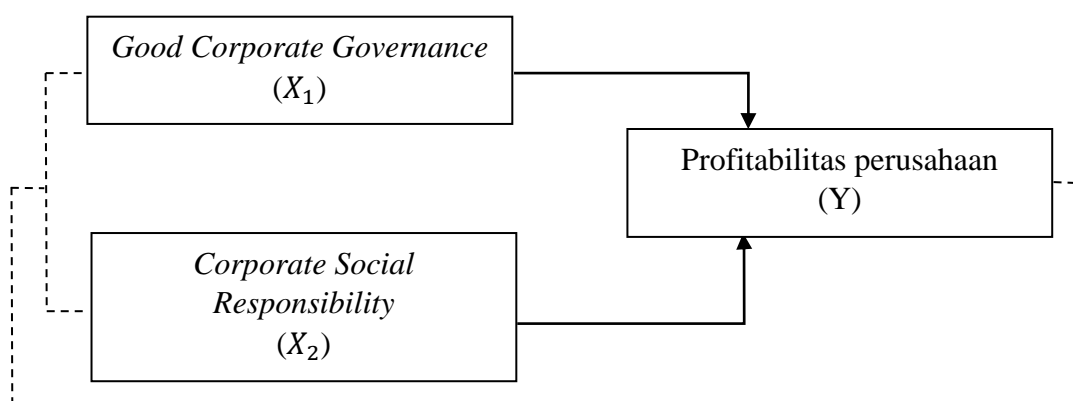 Good Corporate Governance
(X₁)
Profitabilitas perusahaan
(Y)
Corporate Social
Responsibility
(X₂)